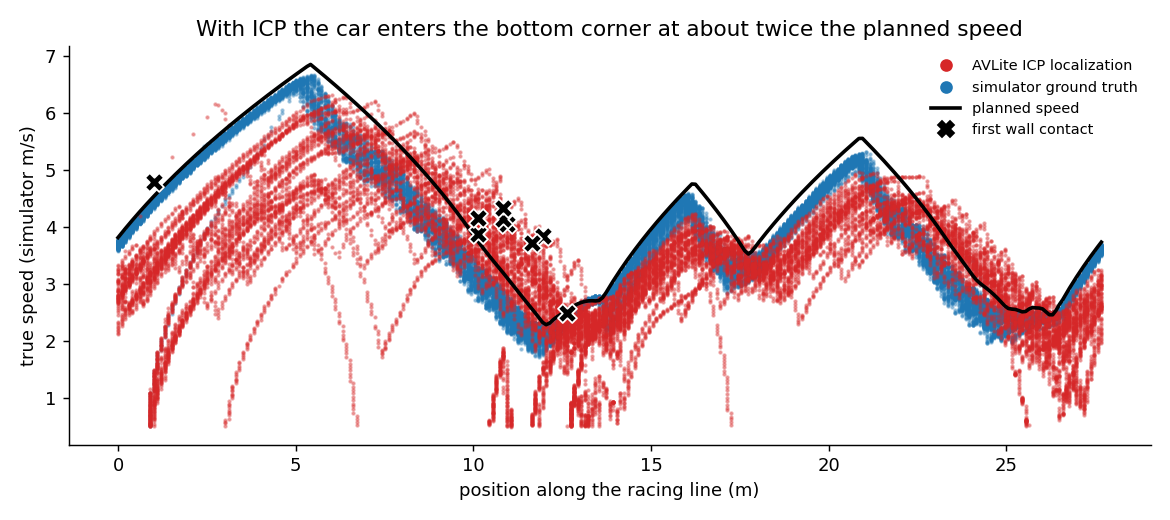 With ICP the car enters the bottom corner at about twice the planned speed
7
6
5
4
3
2
1
true speed (simulator m/s)
AVLite ICP localization
simulator ground truth
planned speed
first wall contact
0 5 10 15 20 25
position along the racing line (m)